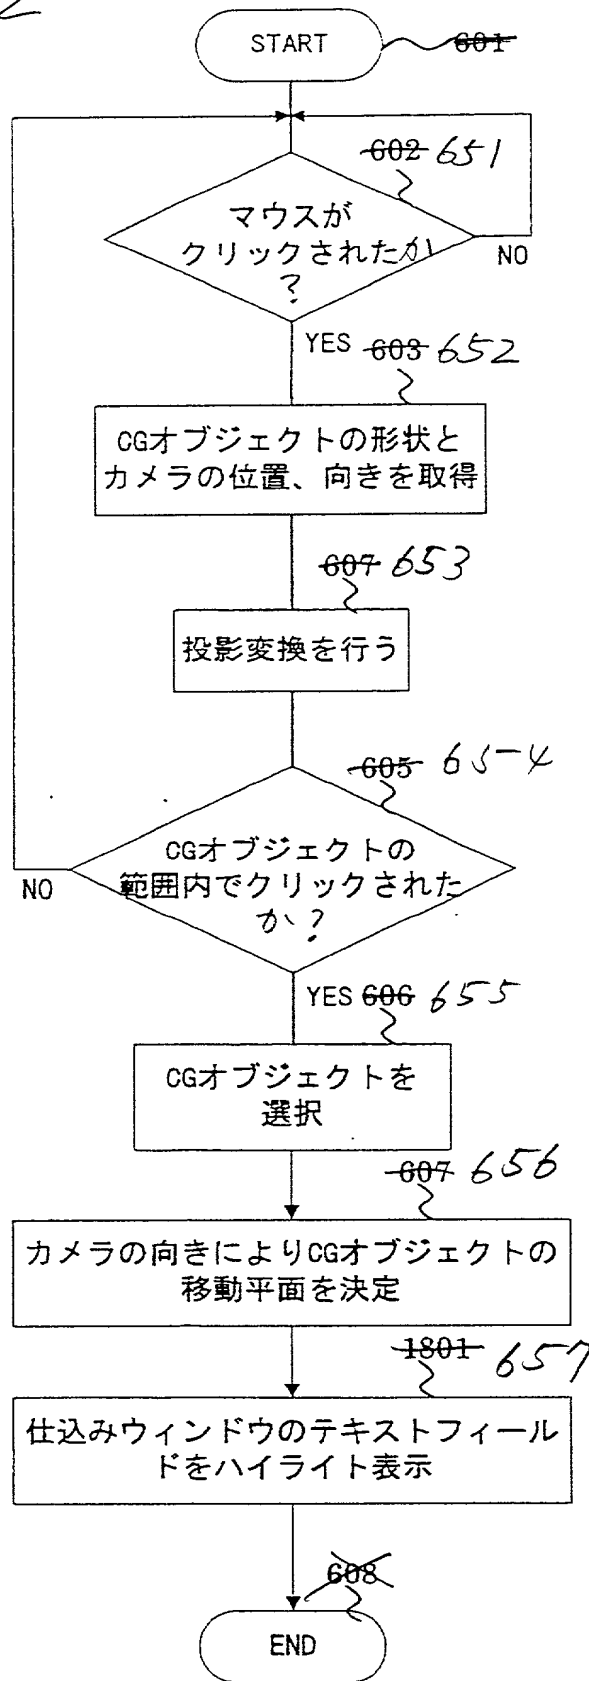 2
START
601
602 651
マウスが
クリックされたか
?
NO
YES 603 652
CGオブジェクトの形状と
カメラの位置、向きを取得
607 653
投影変換を行う
605 654
CGオブジェクトの
範囲内でクリックされた
か?
NO
YES 606 655
CGオブジェクトを
選択
607 656
カメラの向きによりCGオブジェクトの
移動平面を決定
1801 657
仕込みウィンドウのテキストフィール
ドをハイライト表示
608
END